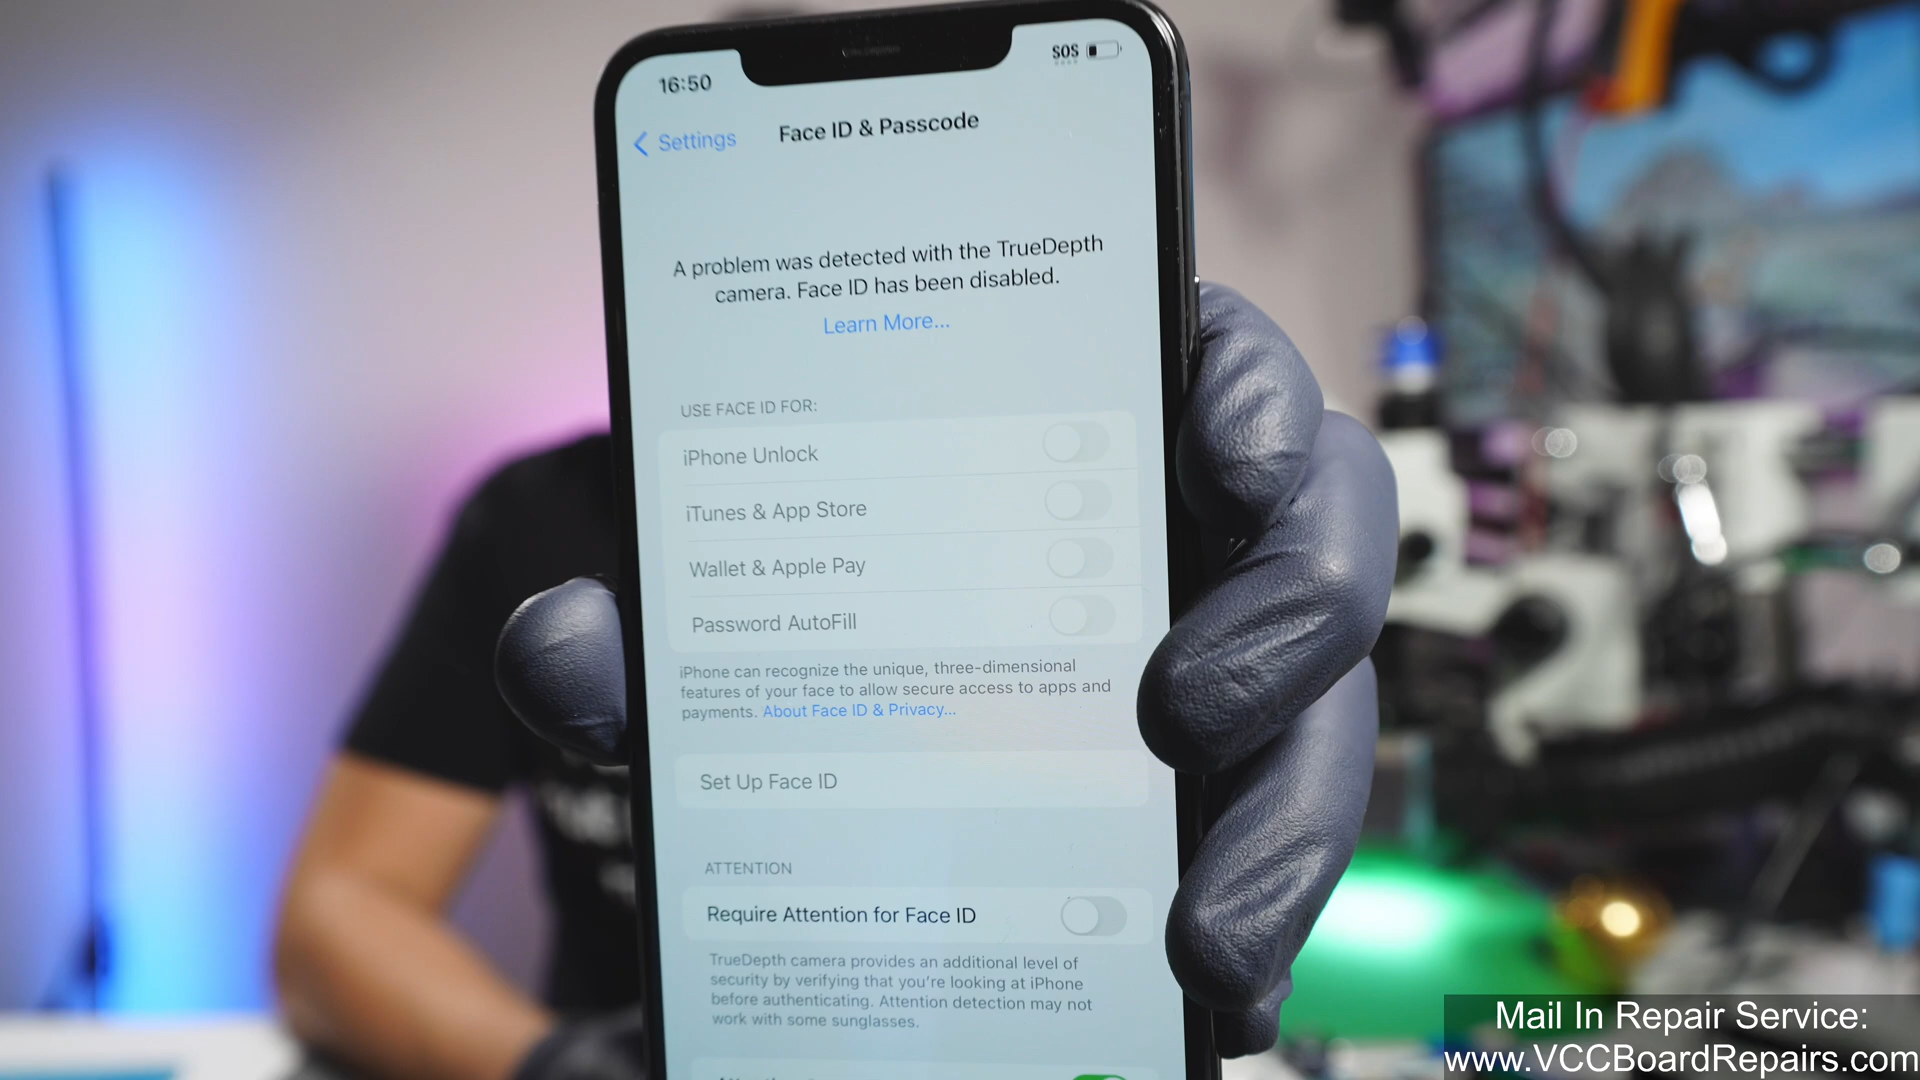 16:50
SOS
Settings
Face ID & Passcode
A problem was detected with the TrueDepth
camera. Face ID has been disabled.
Learn More...
USE FACE ID FOR:
iPhone Unlock
iTunes & App Store
Wallet & Apple Pay
Password AutoFill
iPhone can recognize the unique, three-dimensional
features of your face to allow secure access to apps and
payments. About Face ID & Privacy...
Set Up Face ID
ATTENTION
Require Attention for Face ID
TrueDepth camera provides an additional level of
security by verifying that you're looking at iPhone
before authenticating. Attention detection may not
work with some sunglasses.
Mail In Repair Service:
www.VCCBoardRepairs.com